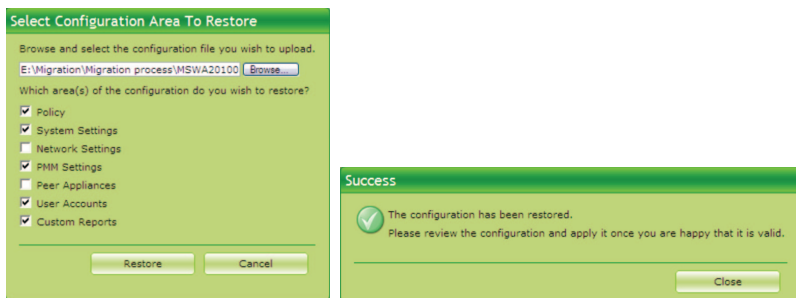 Select Configuration Area To Restore
Browse and select the configuration file you wish to upload.
E:\Migration\Migration process\MSWA20100 Browse...
Which area(s) of the configuration do you wish to restore?
Policy
System Settings
Network Settings
PMM Settings
Peer Appliances
User Accounts
Custom Reports
Restore Cancel
Success
The configuration has been restored.
Please review the configuration and apply it once you are happy that it is valid.
Close